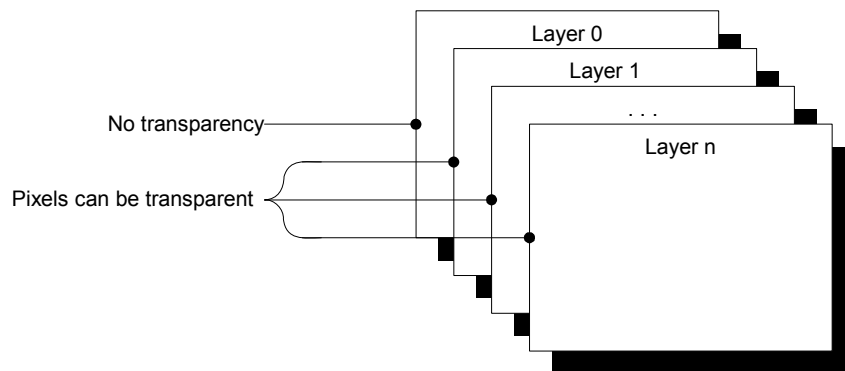 Layer 0
Layer 1
No transparency
. . .
Layer n
Pixels can be transparent